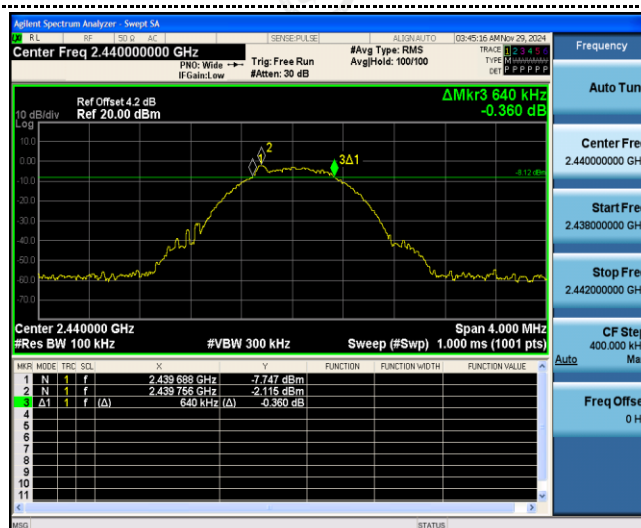 Agilent Spectrum Analyzer - Swept SA
RL RF 50 Ω AC SENSE:PULSE ALIGN AUTO 03:45:16 AM Nov 29, 2024
Center Freq 2.440000000 GHz
PNO: Wide
IFGain:Low
Trig: Free Run
#Atten: 30 dB
#Avg Type: RMS
Avg|Hold: 100/100
TRACE 1 2 3 4 5 6
TYPE M
DET P P P P P P
Frequency
Auto Tun
Center Fre
2.440000000 GH
Start Fre
2.438000000 GH
Stop Fre
2.442000000 GH
CF Ste
400.000 kH
Auto Ma
Freq Offse
0 H
ΔMkr3 640 kHz
-0.360 dB
Ref Offset 4.2 dB
10 dB/div Ref 20.00 dBm
Log
10.0
0.00
-10.0
-20.0
-30.0
-40.0
-50.0
-60.0
-70.0
1
2
3Δ1
-8.12 dBm
Center 2.440000 GHz Span 4.000 MHz
#Res BW 100 kHz #VBW 300 kHz Sweep (#Swp) 1.000 ms (1001 pts)
MKR MODE TRC SCL X Y FUNCTION FUNCTION WIDTH FUNCTION VALUE
1 N 1 f 2.439 688 GHz -7.747 dBm
2 N 1 f 2.439 756 GHz -2.115 dBm
3 Δ1 1 f (Δ) 640 kHz (Δ) -0.360 dB
4
5
6
7
8
9
10
11
MSG STATUS